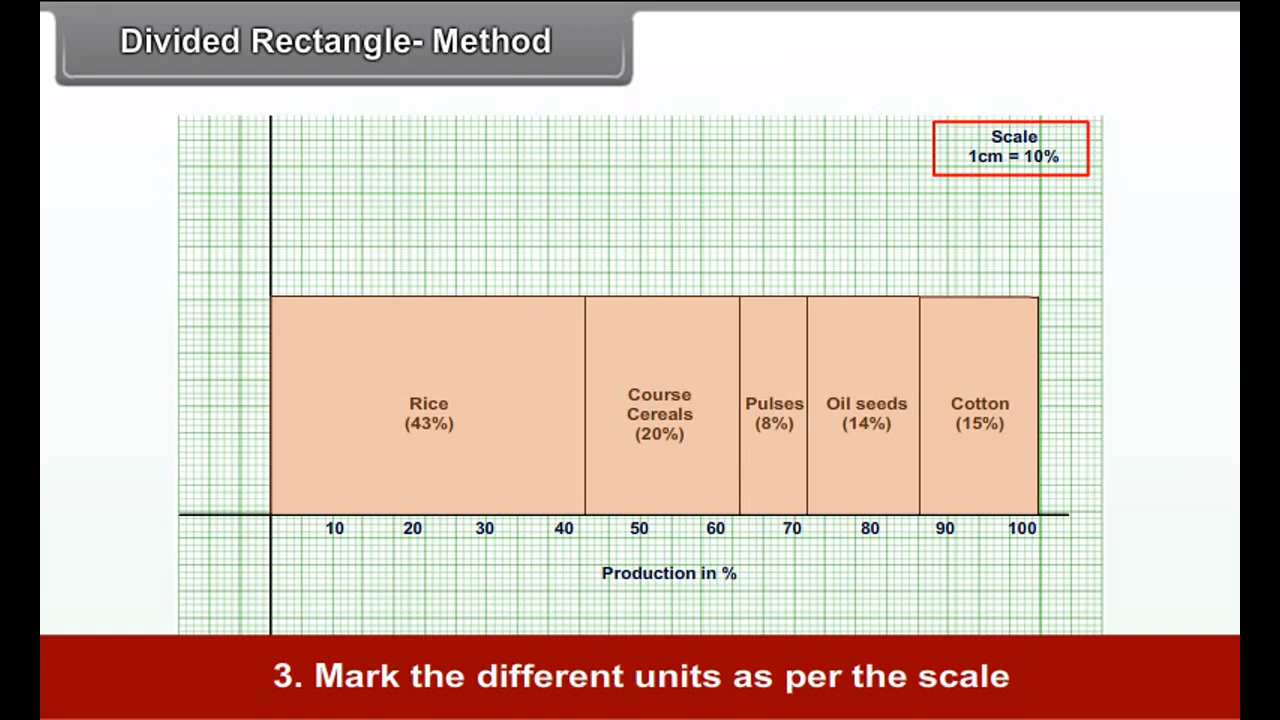 Divided Rectangle- Method
Scale
1cm = 10%
Rice
(43%)
Course
Cereals
(20%)
Pulses
(8%)
Oil seeds
(14%)
Cotton
(15%)
10 20 30 40 50 60 70 80 90 100
Production in %
3. Mark the different units as per the scale